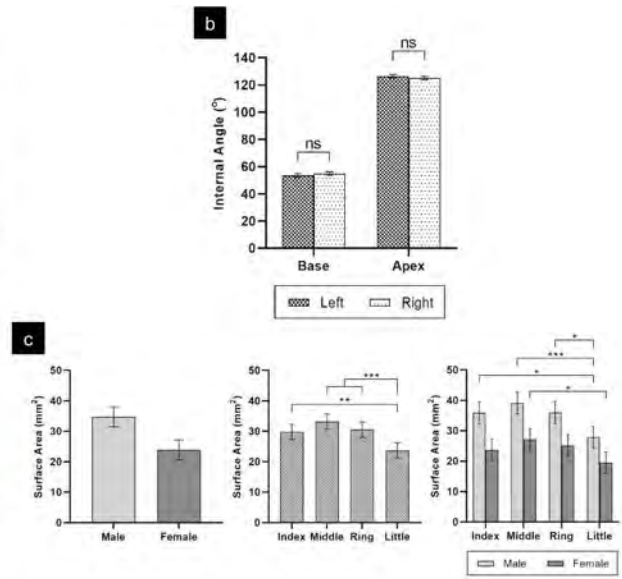 b
ns
ns
140
120
100
80
60
40
20
0
Internal Angle (°)
Base Apex
Left Right
c
50
40
30
20
10
0
Surface Area (mm²)
Male Female
50
40
30
20
10
0
Surface Area (mm²)
***
**
Index Middle Ring Little
50
40
30
20
10
0
Surface Area (mm²)
*
***
*
*
Index Middle Ring Little
Male Female